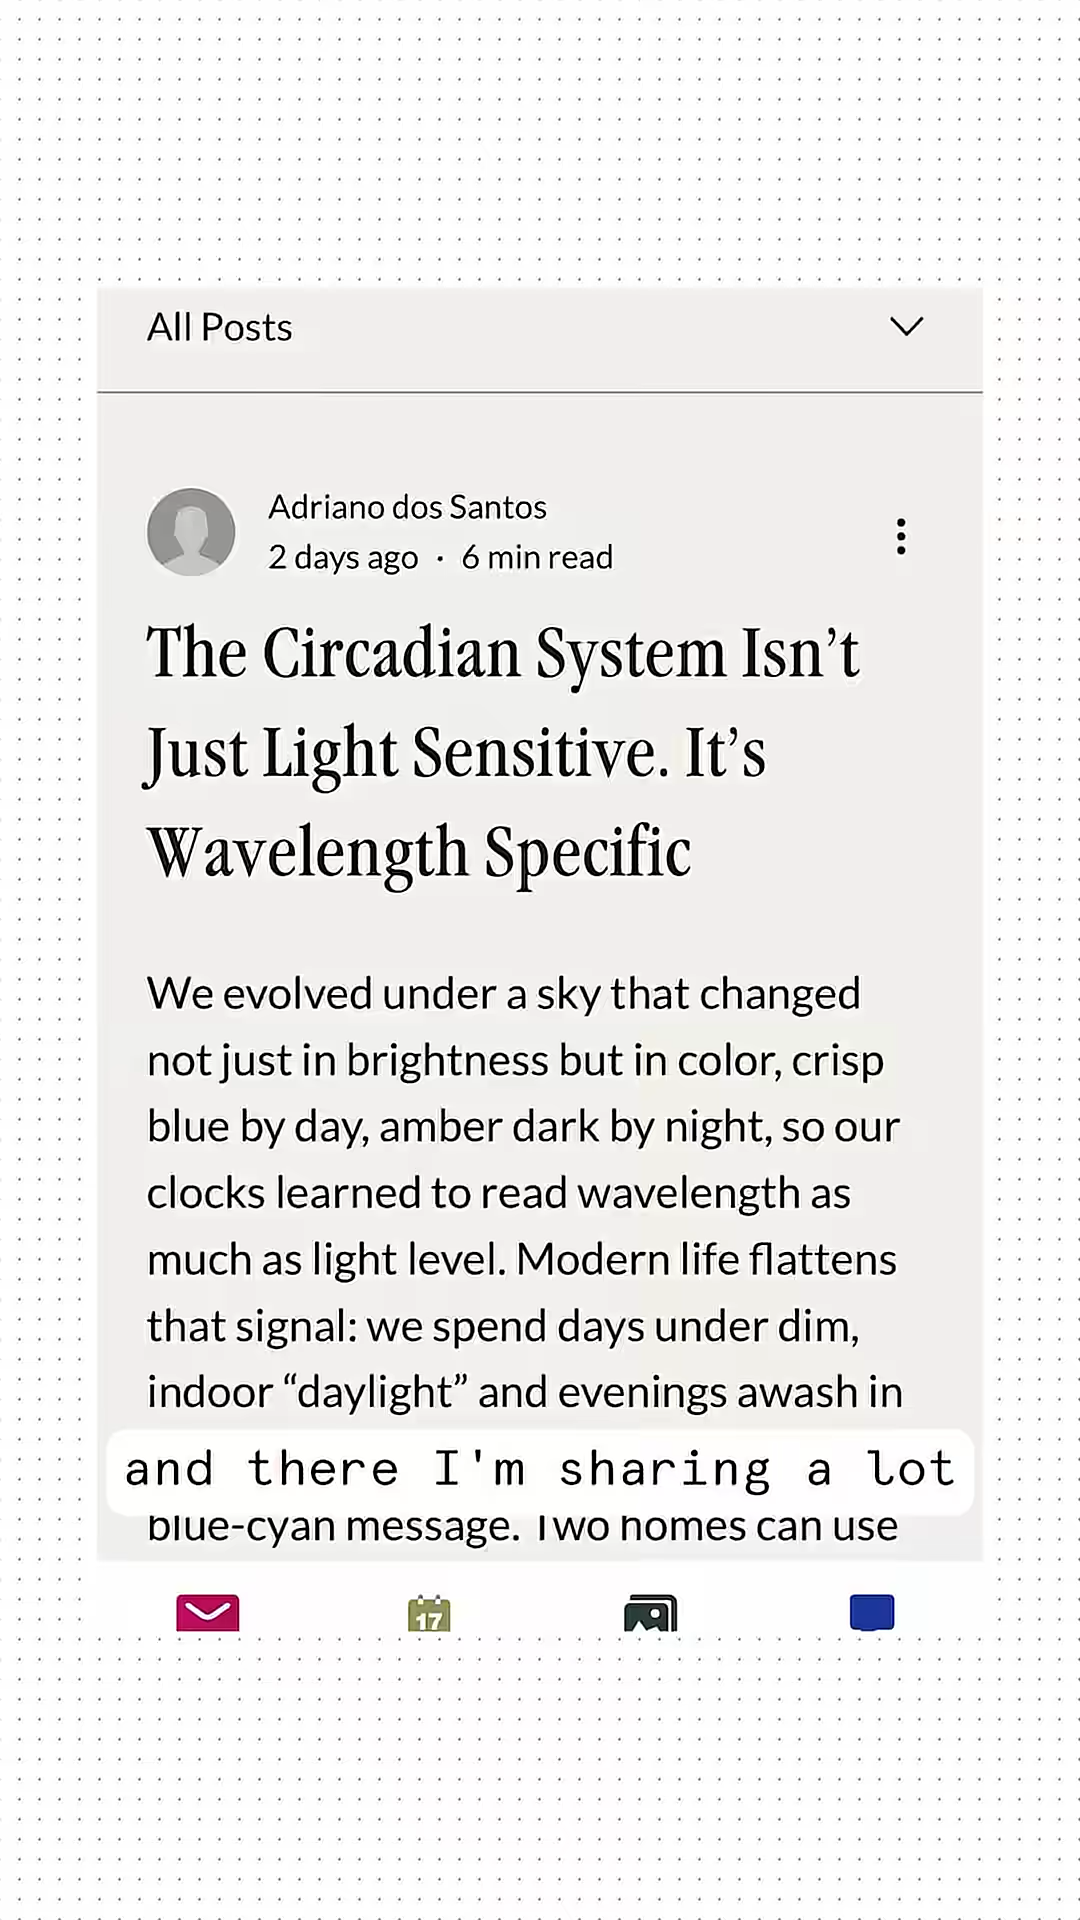 All Posts
Adriano dos Santos
2 days ago · 6 min read
The Circadian System Isn’t
Just Light Sensitive. It’s
Wavelength Specific
We evolved under a sky that changed
not just in brightness but in color, crisp
blue by day, amber dark by night, so our
clocks learned to read wavelength as
much as light level. Modern life flattens
that signal: we spend days under dim,
indoor “daylight” and evenings awash in
and there I'm sharing a lot
blue-cyan message. Two homes can use
17